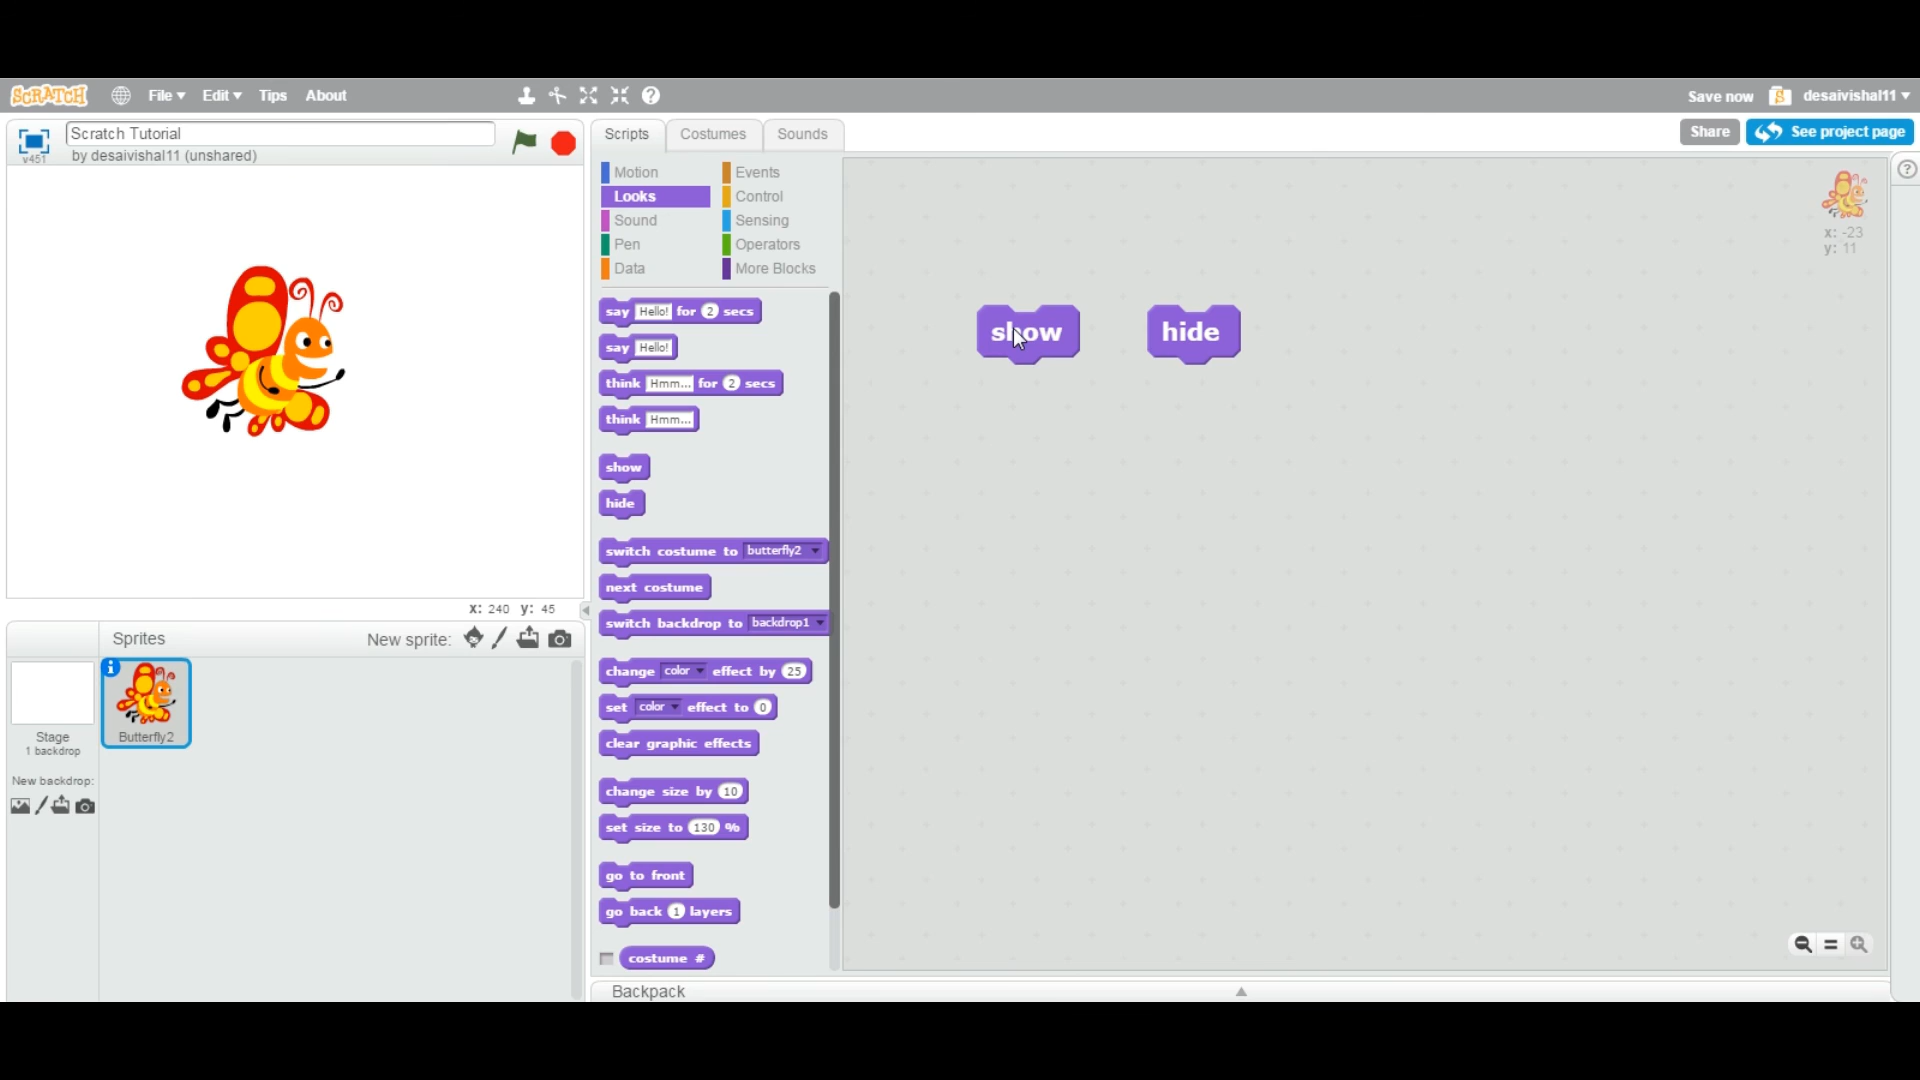 SCRATCH File Edit Tips About Save now desaivishal11
v451 Scratch Tutorial
by desaivishal11 (unshared)
Scripts Costumes Sounds
Share See project page
Motion Events
Looks Control
Sound Sensing
Pen Operators
Data More Blocks
say Hello! for 2 secs
say Hello!
think Hmm... for 2 secs
think Hmm...
show
hide
switch costume to butterfly2
next costume
switch backdrop to backdrop1
change color effect by 25
set color effect to 0
clear graphic effects
change size by 10
set size to 130 %
go to front
go back 1 layers
costume #
show hide
x: -23
y: 11
x: 240 y: 45
Sprites New sprite:
Stage
1 backdrop
New backdrop:
Butterfly2
Backpack